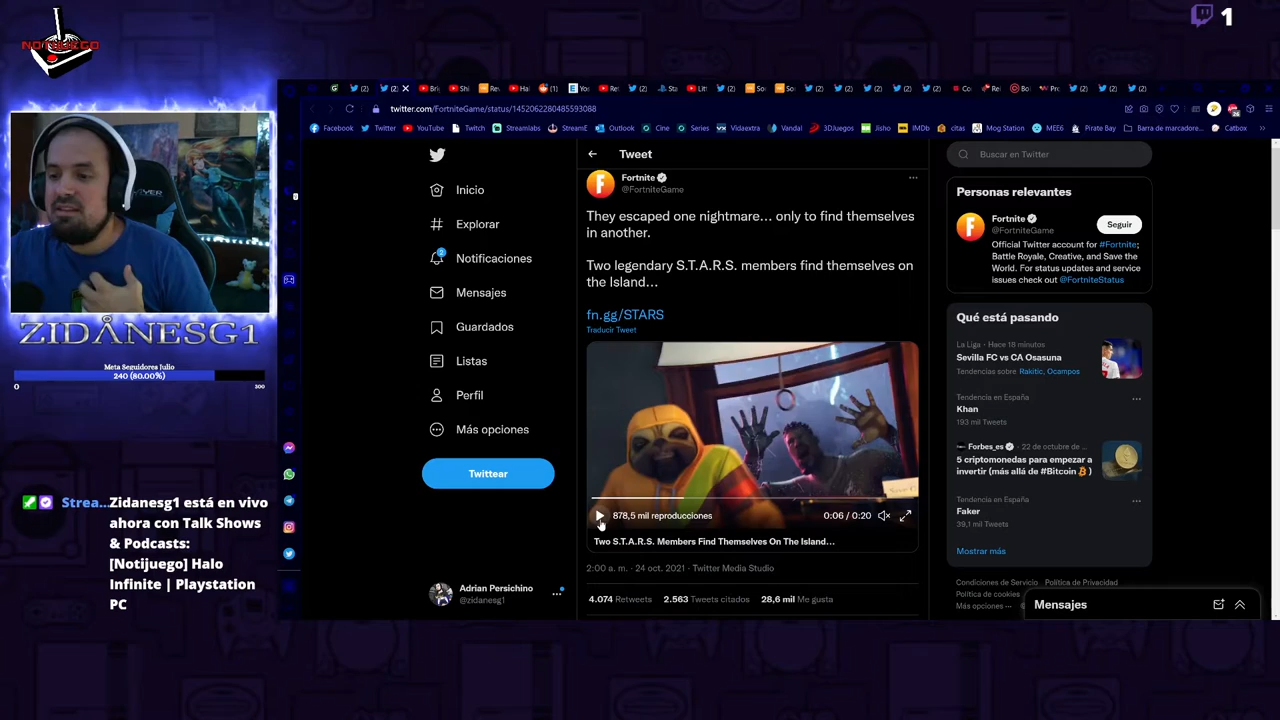 NOTIJUEGO
1
ZIDANESG1
Meta Seguidores Julio
240 (80.00%)
0
300
Strea...
Zidanesg1 está en vivo
ahora con Talk Shows
& Podcasts:
[Notijuego] Halo
Infinite | Playstation
PC
twitter.com/FortniteGame/status/1452062280485593088
Facebook
Twitter
YouTube
Twitch
Streamlabs
StreamE
Outlook
Cine
Series
Vidaextra
Vandal
3DJuegos
Jisho
IMDb
citas
Mog Station
MEE6
Pirate Bay
Barra de marcadore...
Catbox
Inicio
Explorar
2
Notificaciones
Mensajes
Guardados
Listas
Perfil
Más opciones
Twittear
Adrian Persichino
@zidanesg1
Tweet
Fortnite
@FortniteGame
They escaped one nightmare... only to find themselves
in another.
Two legendary S.T.A.R.S. members find themselves on
the Island...
fn.gg/STARS
Traducir Tweet
878,5 mil reproducciones
0:06 / 0:20
Two S.T.A.R.S. Members Find Themselves On The Island...
2:00 a. m. · 24 oct. 2021 · Twitter Media Studio
4.074 Retweets 2.563 Tweets citados 28,6 mil Me gusta
Buscar en Twitter
Personas relevantes
Fortnite
@FortniteGame
Seguir
Official Twitter account for #Fortnite;
Battle Royale, Creative, and Save the
World. For status updates and service
issues check out @FortniteStatus
Qué está pasando
La Liga · Hace 18 minutos
Sevilla FC vs CA Osasuna
Tendencias sobre Rakitic, Ocampos
Tendencia en España
Khan
193 mil Tweets
Forbes_es · 22 de octubre de ...
5 criptomonedas para empezar a
invertir (más allá de #Bitcoin )
Tendencia en España
Faker
39,1 mil Tweets
Mostrar más
Condiciones de Servicio Política de Privacidad
Política de cookies
Más opciones
Mensajes